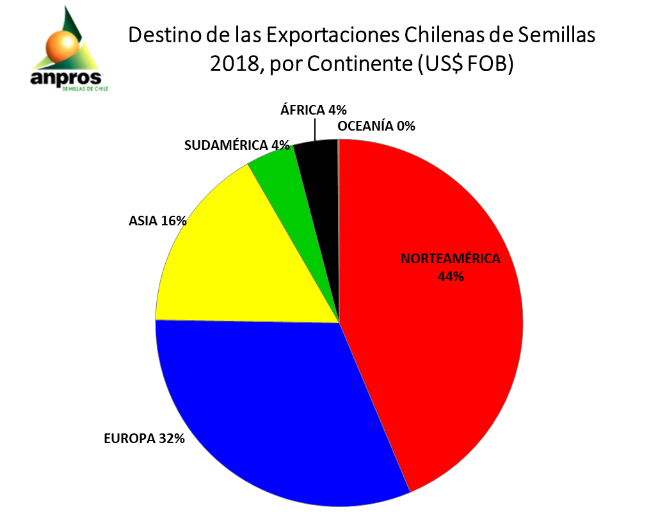 anpros
SEMILLAS DE CHILE
Destino de las Exportaciones Chilenas de Semillas
2018, por Continente (US$ FOB)
ÁFRICA 4%
OCEANÍA 0%
SUDAMÉRICA 4%
ASIA 16%
NORTEAMÉRICA
44%
EUROPA 32%